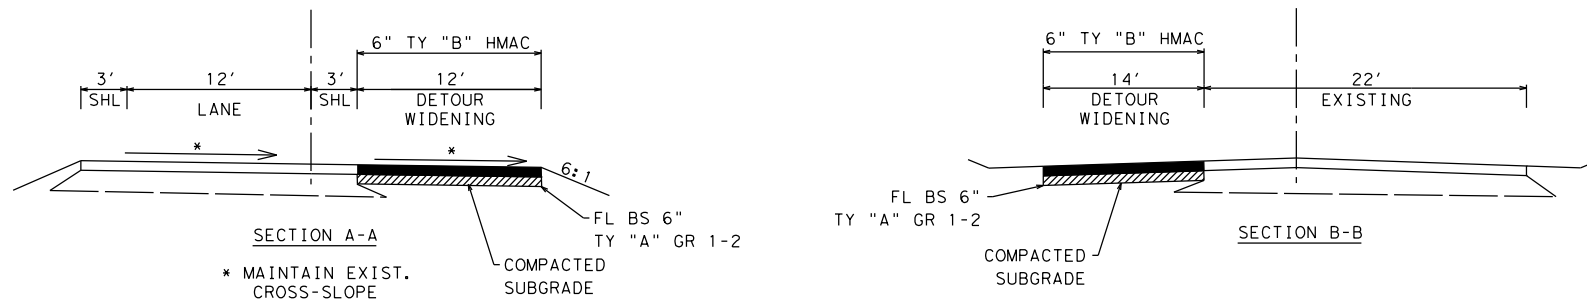 6" TY "B" HMAC
3' 12' 3' 12'
SHL LANE SHL DETOUR
WIDENING
*
*
6:1
FL BS 6"
TY "A" GR 1-2
SECTION A-A
COMPACTED
SUBGRADE
* MAINTAIN EXIST.
CROSS-SLOPE
6" TY "B" HMAC
14' 22'
DETOUR EXISTING
WIDENING
FL BS 6"
TY "A" GR 1-2
SECTION B-B
COMPACTED
SUBGRADE